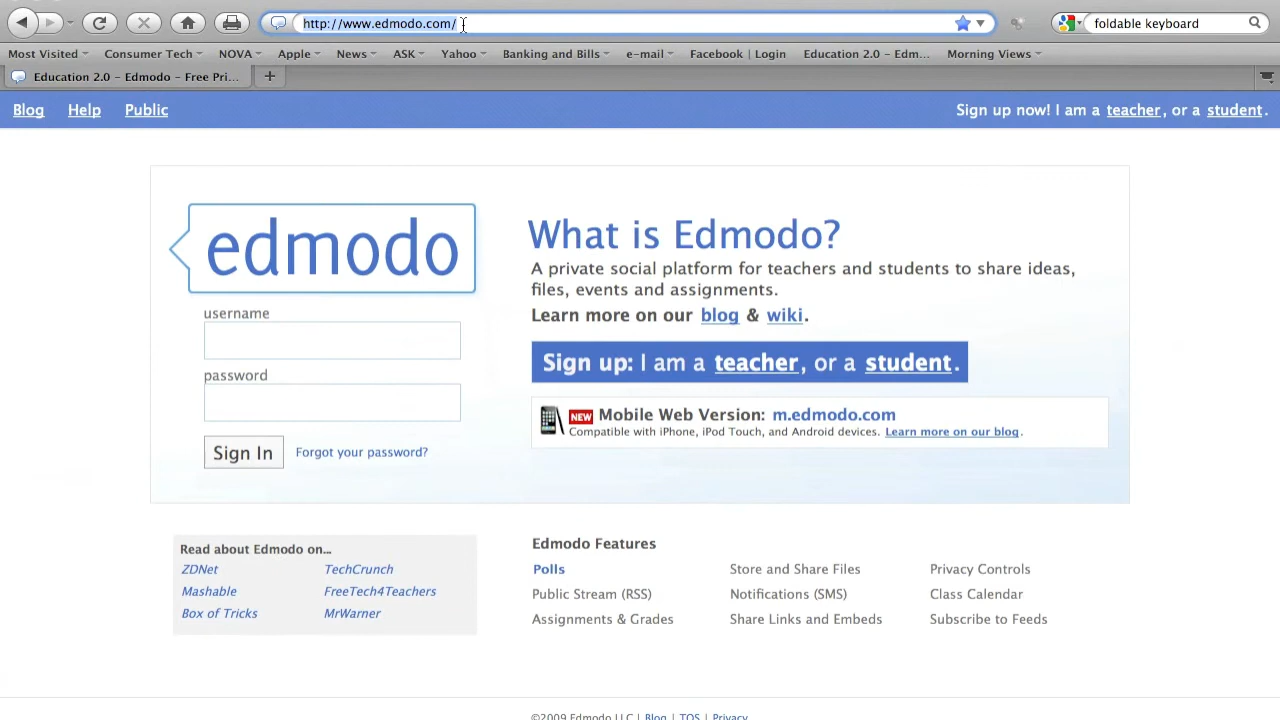 http://www.edmodo.com/
foldable keyboard
Most Visited Consumer Tech NOVA Apple News ASK Yahoo Banking and Bills e-mail Facebook | Login Education 2.0 – Edm... Morning Views
Education 2.0 – Edmodo – Free Pri...
Blog Help Public
Sign up now! I am a teacher, or a student.
edmodo
username
password
Sign In Forgot your password?
What is Edmodo?
A private social platform for teachers and students to share ideas,
files, events and assignments.
Learn more on our blog & wiki.
Sign up: I am a teacher, or a student.
NEW Mobile Web Version: m.edmodo.com
Compatible with iPhone, iPod Touch, and Android devices. Learn more on our blog.
Read about Edmodo on...
ZDNet TechCrunch
Mashable FreeTech4Teachers
Box of Tricks MrWarner
Edmodo Features
Polls Store and Share Files Privacy Controls
Public Stream (RSS) Notifications (SMS) Class Calendar
Assignments & Grades Share Links and Embeds Subscribe to Feeds
©2009 Edmodo LLC | Blog | TOS | Privacy